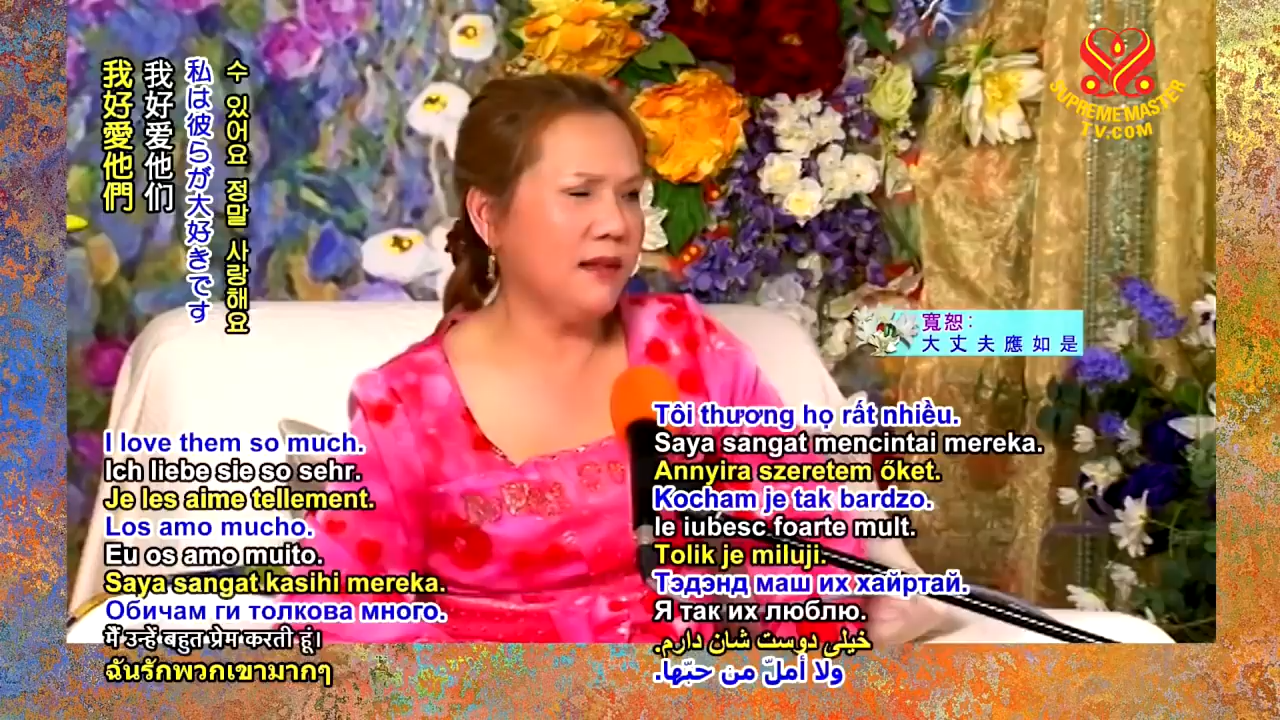 我好愛他們
我好爱他们
私は彼らが大好きです
수 있어요 정말 사랑해요
SUPREME MASTER
TV.COM
寬恕：
大丈夫應如是
I love them so much.
Ich liebe sie so sehr.
Je les aime tellement.
Los amo mucho.
Eu os amo muito.
Saya sangat kasihi mereka.
Обичам ги толкова много.
मैं उन्हें बहुत प्रेम करती हूं।
ฉันรักพวกเขามากๆ
Tôi thương họ rất nhiều.
Saya sangat mencintai mereka.
Annyira szeretem őket.
Kocham je tak bardzo.
Ie iubesc foarte mult.
Tolik je miluji.
Тэдэнд маш их хайртай.
Я так их люблю.
خیلی دوست شان دارم.
ولا أملّ من حبّها.